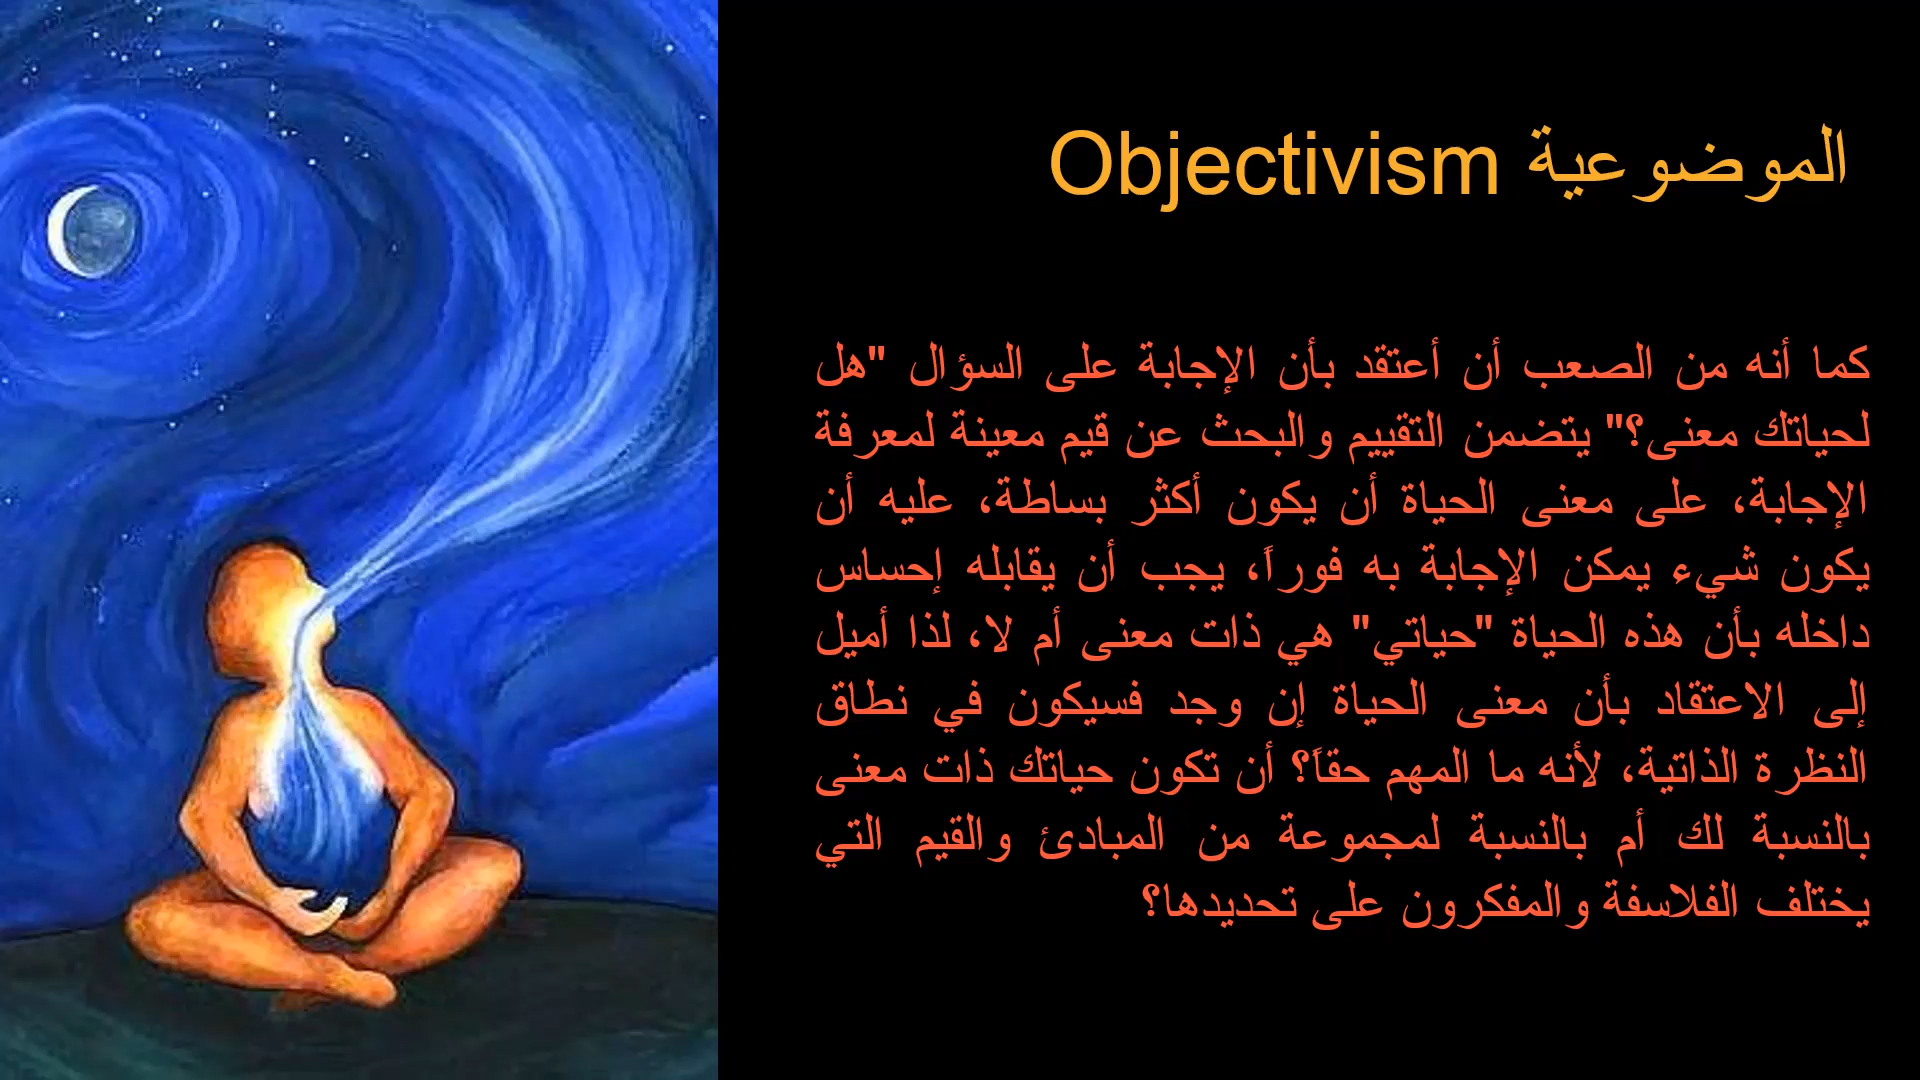 الموضوعية Objectivism
كما أنه من الصعب أن أعتقد بأن الإجابة على السؤال "هل
لحياتك معنى؟" يتضمن التقييم والبحث عن قيم معينة لمعرفة
الإجابة، على معنى الحياة أن يكون أكثر بساطة، عليه أن
يكون شيء يمكن الإجابة به فوراً، يجب أن يقابله إحساس
داخله بأن هذه الحياة "حياتي" هي ذات معنى أم لا، لذا أميل
إلى الاعتقاد بأن معنى الحياة إن وجد فسيكون في نطاق
النظرة الذاتية، لأنه ما المهم حقاً؟ أن تكون حياتك ذات معنى
بالنسبة لك أم بالنسبة لمجموعة من المبادئ والقيم التي
يختلف الفلاسفة والمفكرون على تحديدها؟